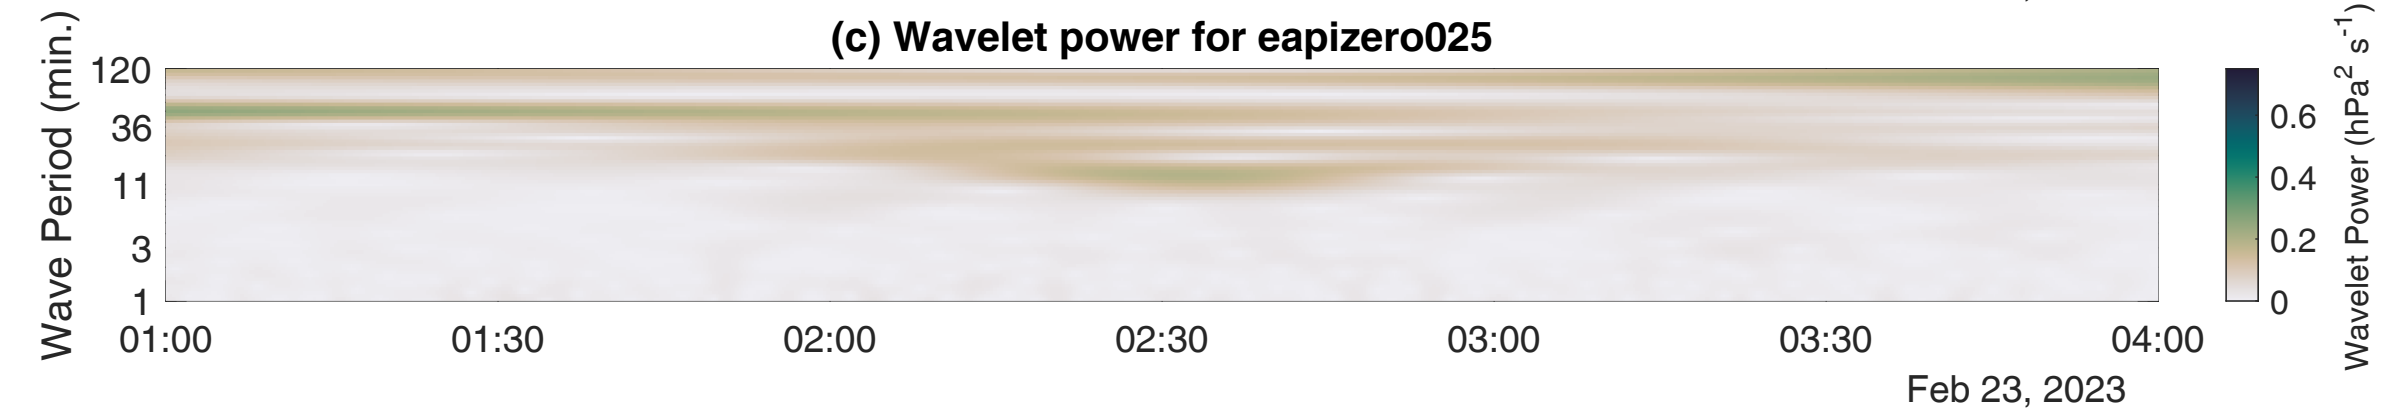 (c) Wavelet power for eapizero025
Wave Period (min.)
120
36
11
3
1
01:00 01:30 02:00 02:30 03:00 03:30 04:00
Feb 23, 2023
0.6
0.4
0.2
0
Wavelet Power (hPa² s⁻¹)